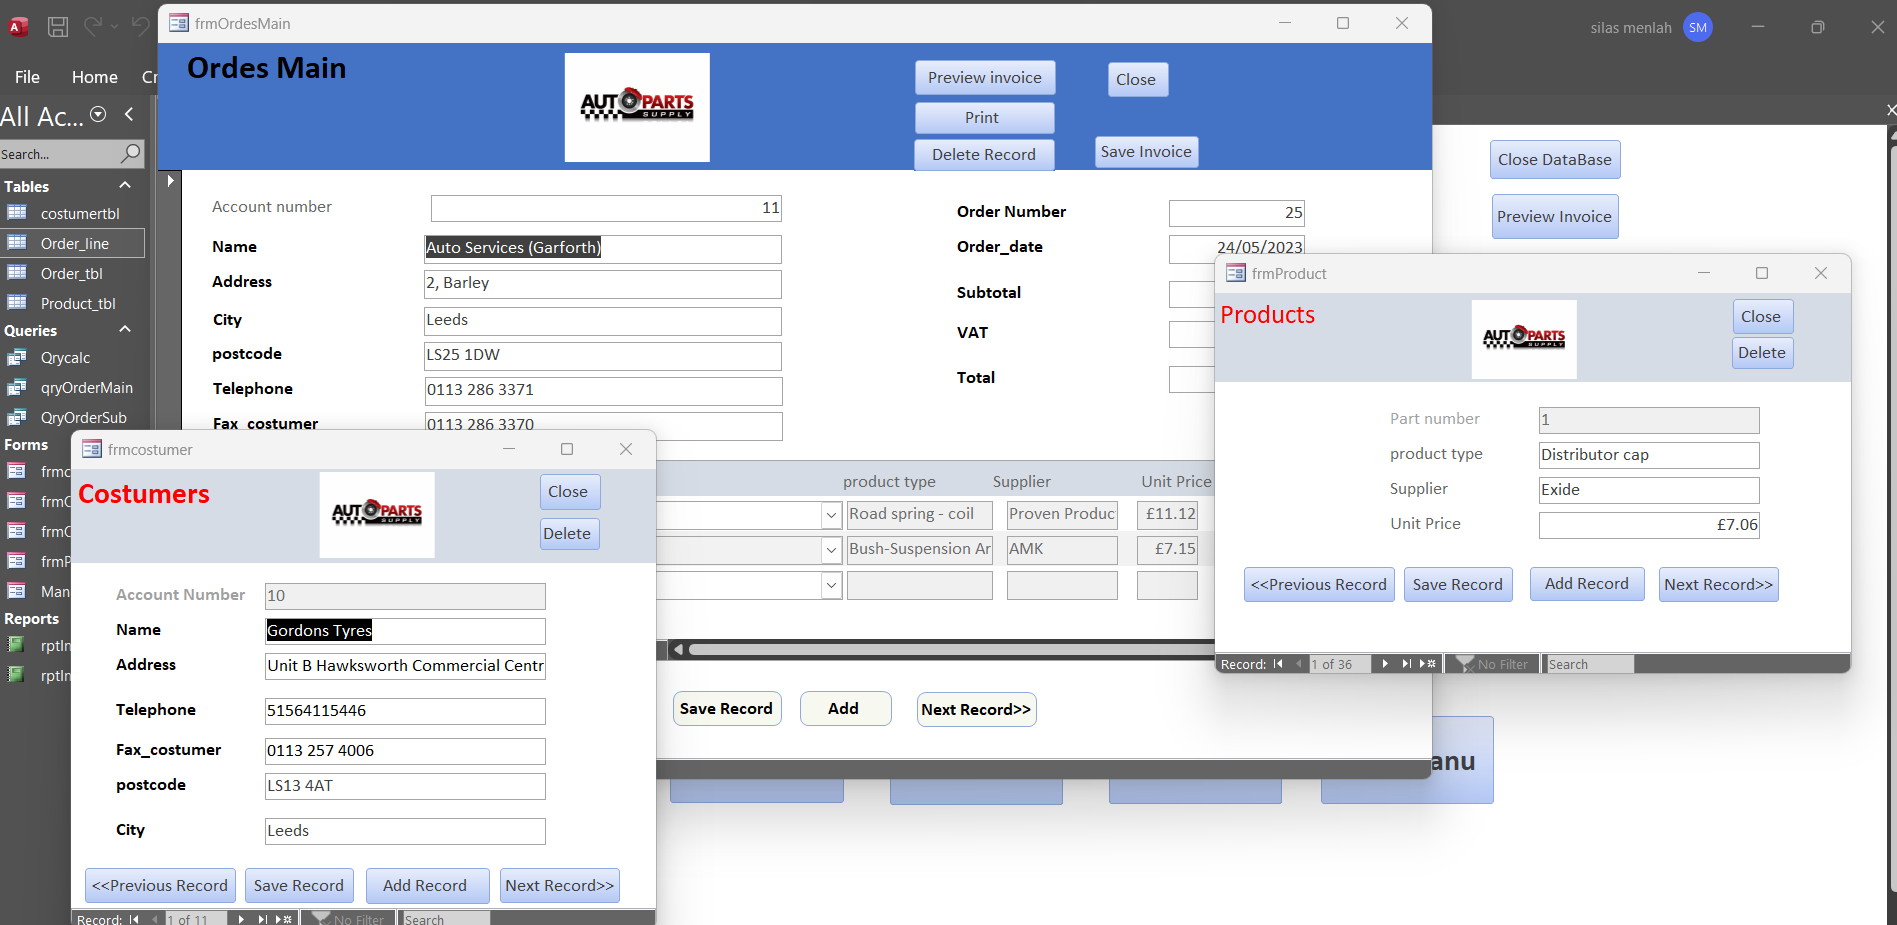 silas menlah
SM
File
Home
All Ac...
Search...
Tables
costumertbl
Order_line
Order_tbl
Product_tbl
Queries
Qrycalc
qryOrderMain
QryOrderSub
Forms
frmc
frmO
frmO
frmP
Man
Reports
rptIn
rptIn
frmOrdesMain
Ordes Main
AUTO PARTS
SUPPLY
Preview invoice
Close
Print
Delete Record
Save Invoice
Account number
11
Name
Auto Services (Garforth)
Address
2, Barley
City
Leeds
postcode
LS25 1DW
Telephone
0113 286 3371
Fax_costumer
0113 286 3370
Order Number
25
Order_date
24/05/2023
Subtotal
VAT
Total
product type Supplier Unit Price
Road spring - coil Proven Produc £11.12
Bush-Suspension Ar AMK £7.15
Save Record
Add
Next Record>>
Close DataBase
Preview Invoice
anu
frmProduct
Products
AUTO PARTS
SUPPLY
Close
Delete
Part number
1
product type
Distributor cap
Supplier
Exide
Unit Price
£7.06
<<Previous Record
Save Record
Add Record
Next Record>>
Record: 1 of 36 No Filter Search
frmcostumer
Costumers
AUTO PARTS
SUPPLY
Close
Delete
Account Number
10
Name
Gordons Tyres
Address
Unit B Hawksworth Commercial Centr
Telephone
51564115446
Fax_costumer
0113 257 4006
postcode
LS13 4AT
City
Leeds
<<Previous Record
Save Record
Add Record
Next Record>>
Record: 1 of 11 No Filter Search